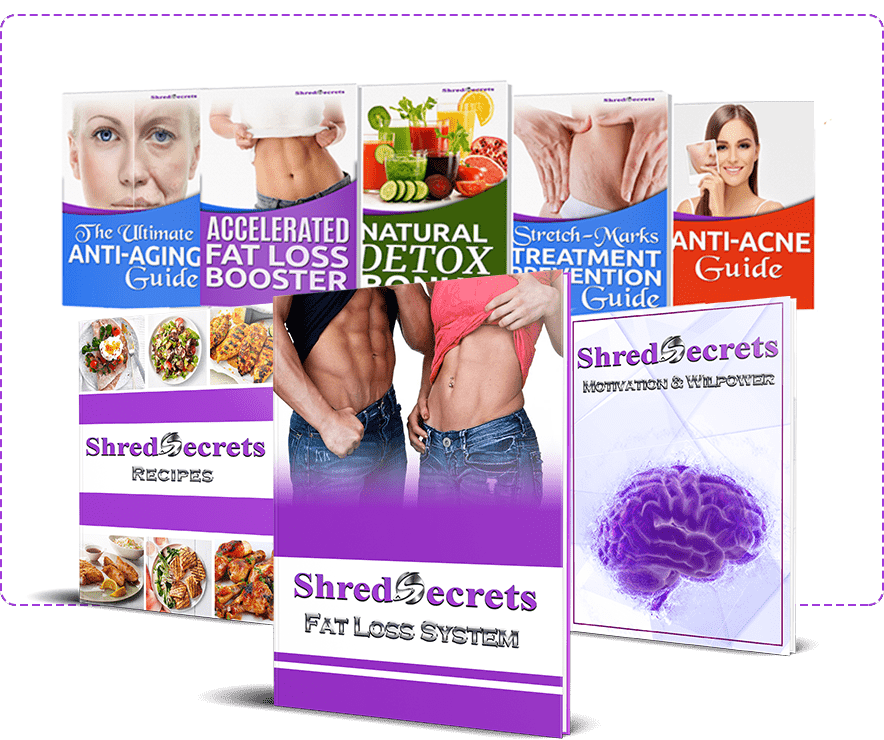 ShredSecrets
The Ultimate
ANTI-AGING
Guide
ShredSecrets
ACCELERATED
FAT LOSS
BOOSTER
ShredSecrets
NATURAL
DETOX
ShredSecrets
Stretch-Marks
TREATMENT
Guide
ANTI-ACNE
Guide
ShredSecrets
RECIPES
ShredSecrets
FAT LOSS SYSTEM
ShredSecrets
MOTIVATION & WILPOWER